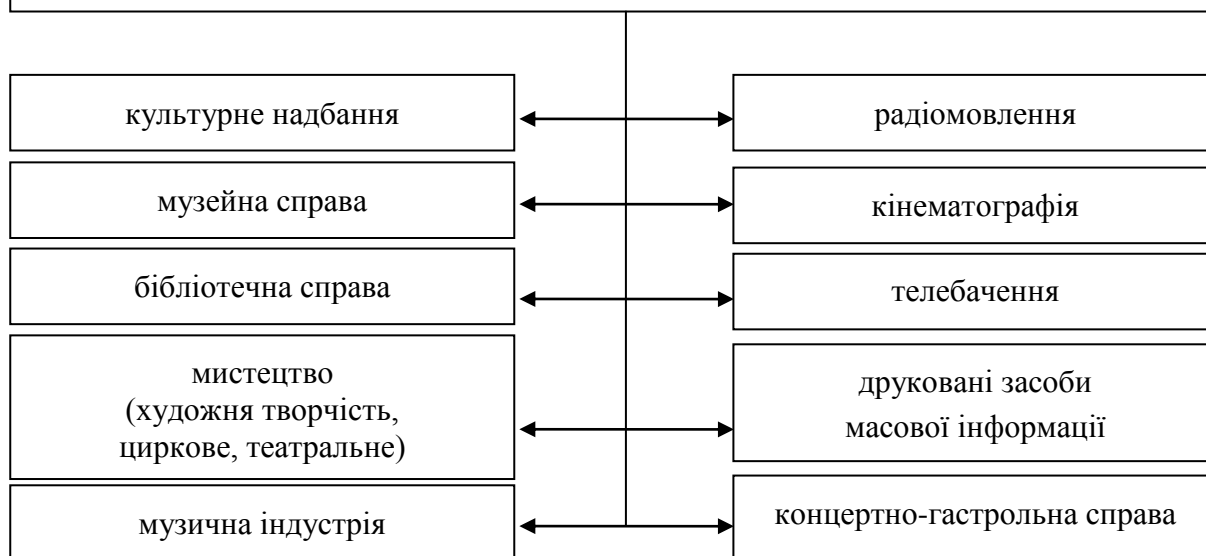 культурне надбання
музейна справа
бібліотечна справа
мистецтво
(художня творчість,
циркове, театральне)
музична індустрія
радіомовлення
кінематографія
телебачення
друковані засоби
масової інформації
концертно-гастрольна справа